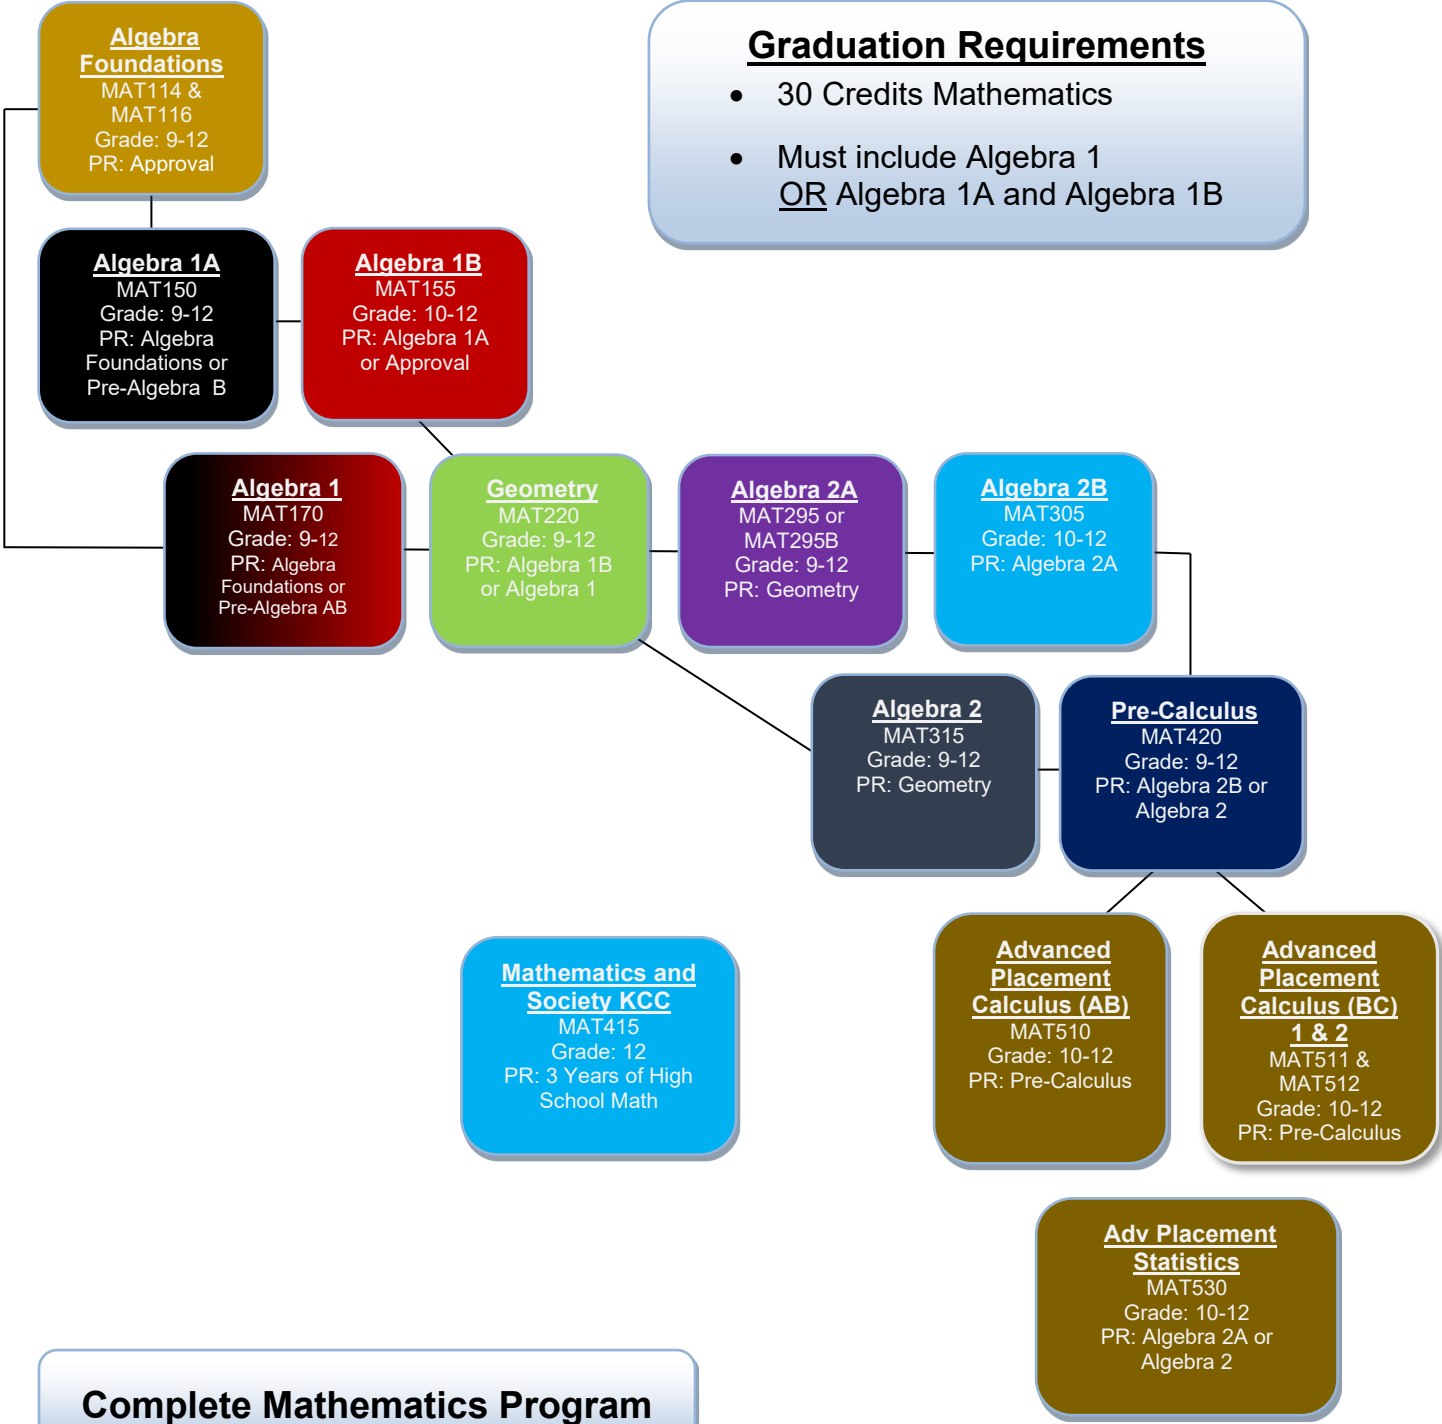 Algebra
Foundations
MAT114 &
MAT116
Grade: 9-12
PR: Approval
Graduation Requirements
• 30 Credits Mathematics
• Must include Algebra 1
OR Algebra 1A and Algebra 1B
Algebra 1A
MAT150
Grade: 9-12
PR: Algebra
Foundations or
Pre-Algebra B
Algebra 1B
MAT155
Grade: 10-12
PR: Algebra 1A
or Approval
Algebra 1
MAT170
Grade: 9-12
PR: Algebra
Foundations or
Pre-Algebra AB
Geometry
MAT220
Grade: 9-12
PR: Algebra 1B
or Algebra 1
Algebra 2A
MAT295 or
MAT295B
Grade: 9-12
PR: Geometry
Algebra 2B
MAT305
Grade: 10-12
PR: Algebra 2A
Algebra 2
MAT315
Grade: 9-12
PR: Geometry
Pre-Calculus
MAT420
Grade: 9-12
PR: Algebra 2B or
Algebra 2
Mathematics and
Society KCC
MAT415
Grade: 12
PR: 3 Years of High
School Math
Advanced
Placement
Calculus (AB)
MAT510
Grade: 10-12
PR: Pre-Calculus
Advanced
Placement
Calculus (BC)
1 & 2
MAT511 &
MAT512
Grade: 10-12
PR: Pre-Calculus
Adv Placement
Statistics
MAT530
Grade: 10-12
PR: Algebra 2A or
Algebra 2
Complete Mathematics Program